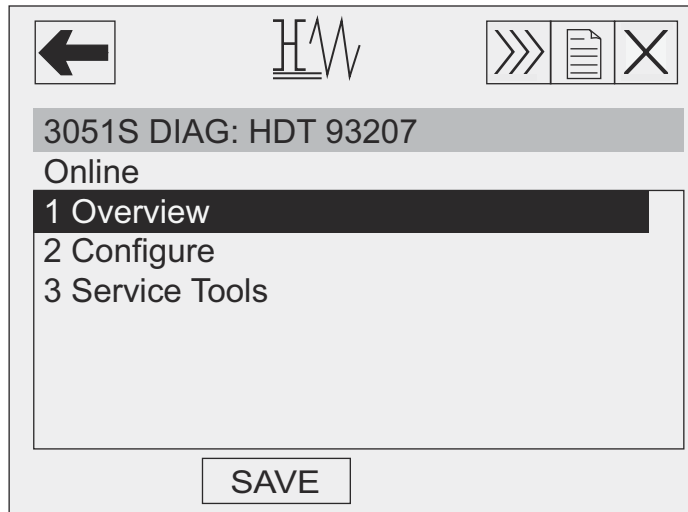 3051S DIAG: HDT 93207
Online
1 Overview
2 Configure
3 Service Tools
SAVE